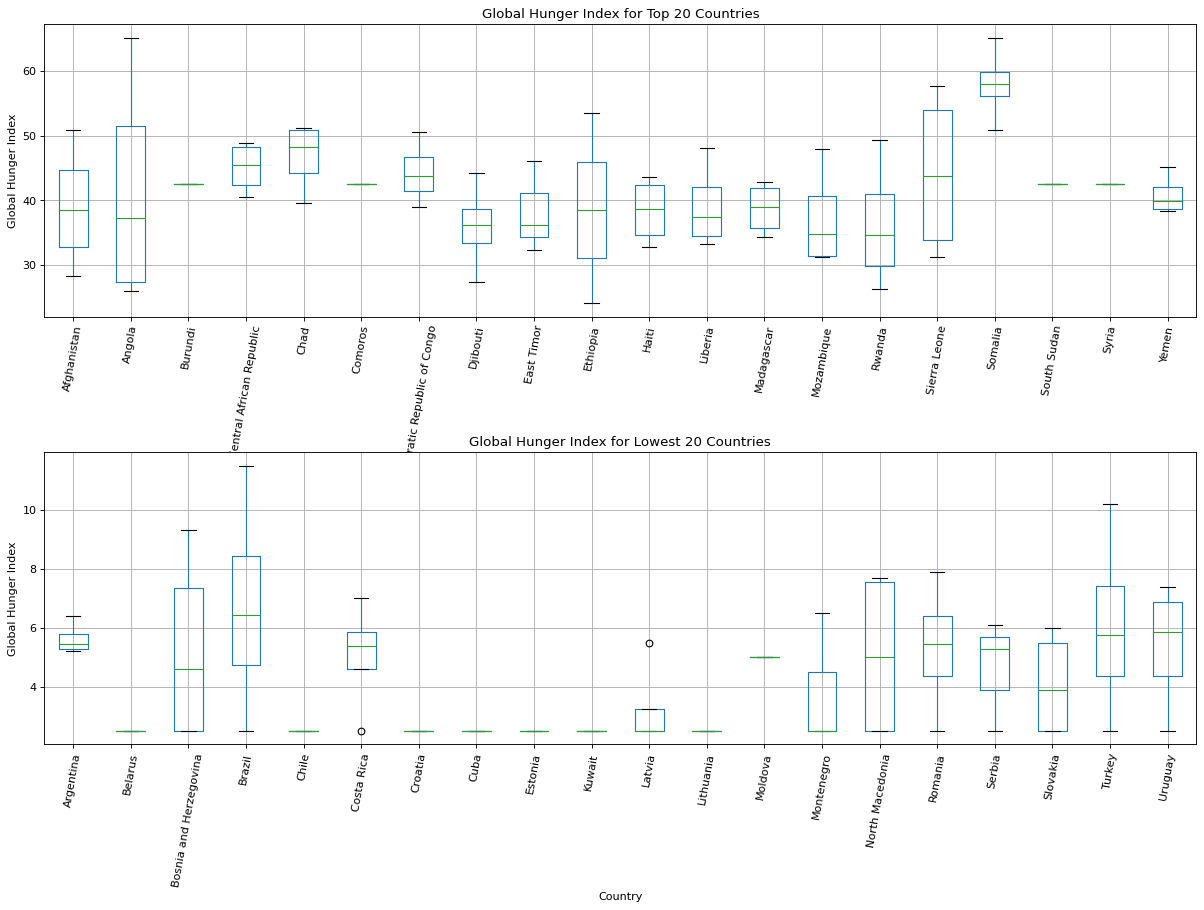 Global Hunger Index for Top 20 Countries
Global Hunger Index
60
50
40
30
Afghanistan
Angola
Burundi
entral African Republic
Chad
Comoros
ratic Republic of Congo
Djibouti
East Timor
Ethiopia
Haiti
Liberia
Madagascar
Mozambique
Rwanda
Sierra Leone
Somalia
South Sudan
Syria
Yemen
Global Hunger Index for Lowest 20 Countries
Global Hunger Index
10
8
6
4
Argentina
Belarus
Bosnia and Herzegovina
Brazil
Chile
Costa Rica
Croatia
Cuba
Estonia
Kuwait
Latvia
Lithuania
Moldova
Montenegro
North Macedonia
Romania
Serbia
Slovakia
Turkey
Uruguay
Country